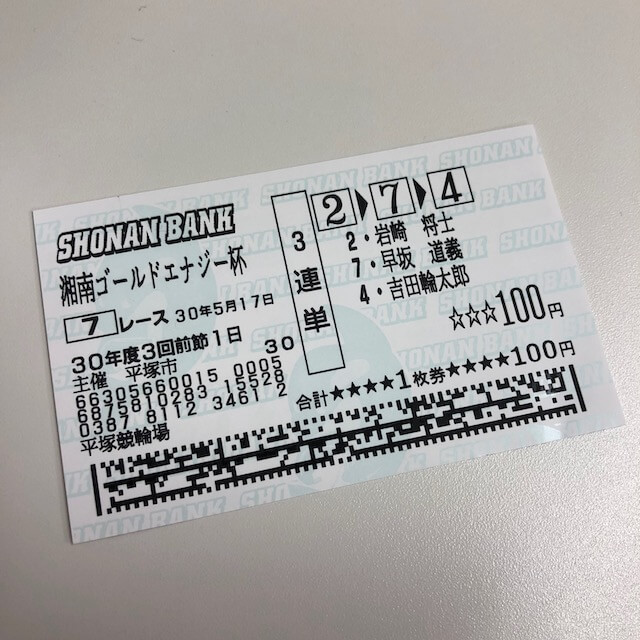 SHONAN BANK
湘南ゴールドエナジー杯
7 レース 30年5月17日
30年度3回前節1日 30
主催 平塚市
66305660015 0005
6875810283 15528
0387 8112 3461 2
平塚競輪場
3連単
2 7 4
2・岩崎 将士
7・早坂 道義
4・吉田輪太郎
☆☆☆100円
合計★★★★1枚券★★★★100円